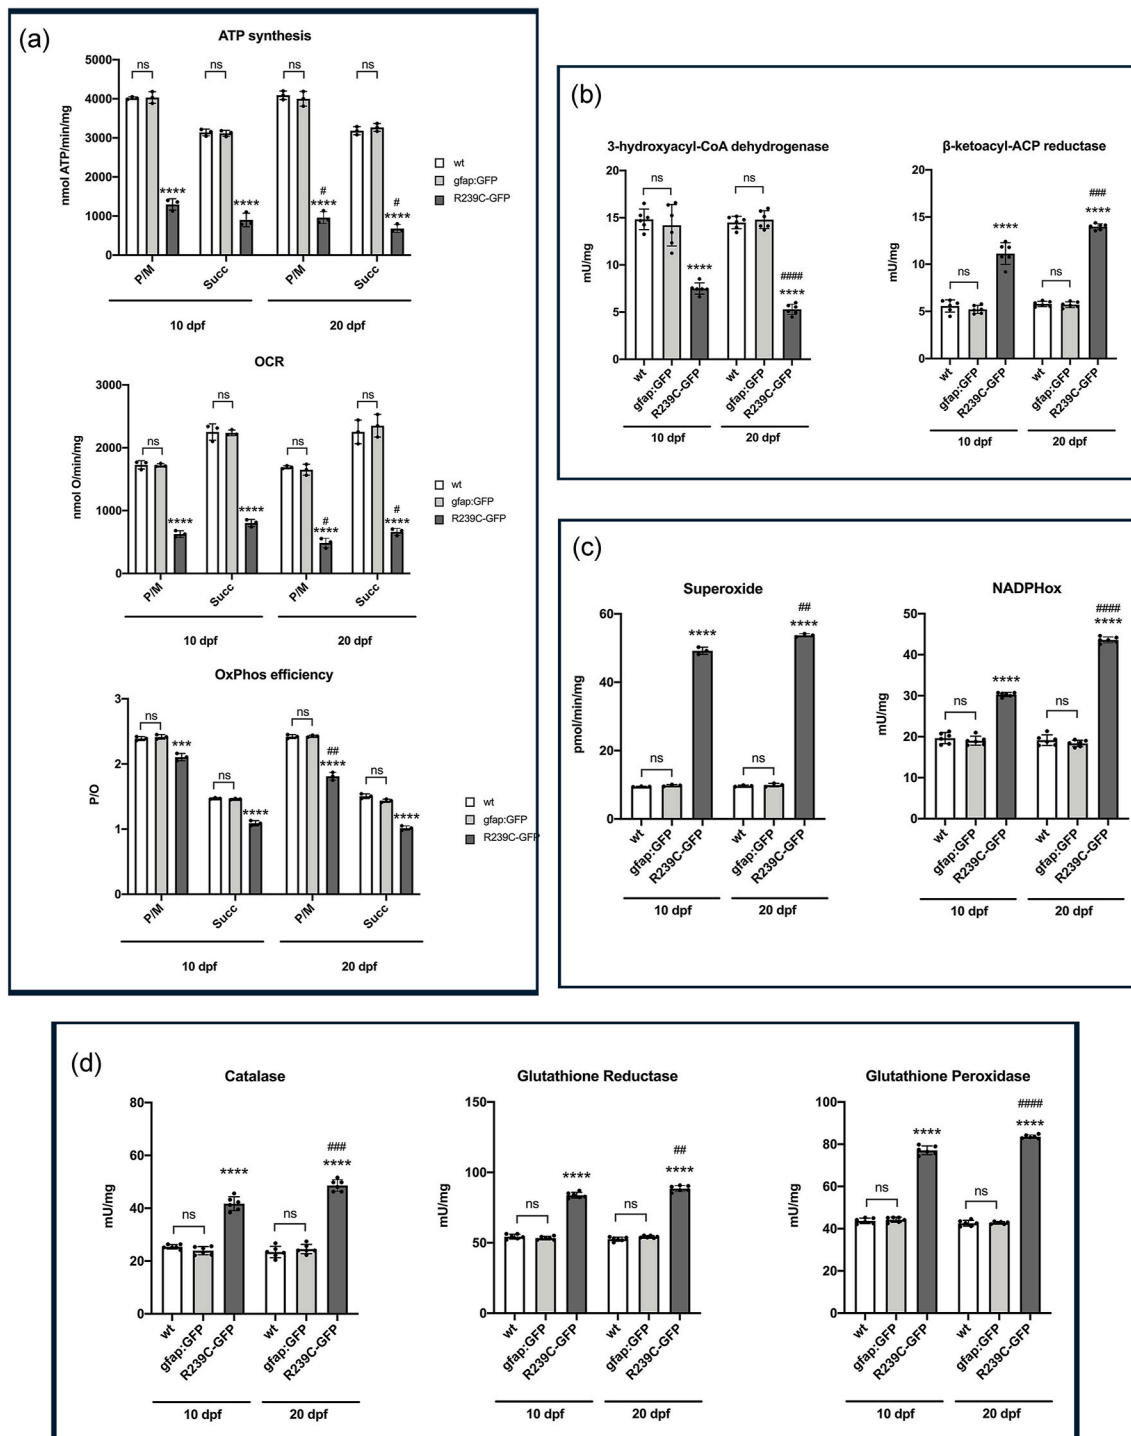 (a)
ATP synthesis
nmol ATP/min/mg
5000
4000
3000
2000
1000
0
ns ns ns ns
**** **** # **** # ****
wt
gfap:GFP
R239C-GFP
P/M Succ P/M Succ
10 dpf 20 dpf
OCR
nmol O/min/mg
3000
2000
1000
0
ns ns ns ns
**** **** # **** # ****
wt
gfap:GFP
R239C-GFP
P/M Succ P/M Succ
10 dpf 20 dpf
OxPhos efficiency
P/O
3
2
1
0
ns ns ns ns
*** **** ## **** ****
wt
gfap:GFP
R239C-GFP
P/M Succ P/M Succ
10 dpf 20 dpf
(b)
3-hydroxyacyl-CoA dehydrogenase
mU/mg
20
15
10
5
0
ns ns
**** #### ****
wt gfap:GFP R239C-GFP wt gfap:GFP R239C-GFP
10 dpf 20 dpf
β-ketoacyl-ACP reductase
mU/mg
20
15
10
5
0
ns ns
**** ### ****
wt gfap:GFP R239C-GFP wt gfap:GFP R239C-GFP
10 dpf 20 dpf
(c)
Superoxide
pmol/min/mg
60
40
20
0
ns ns
**** ## ****
wt gfap:GFP R239C-GFP wt gfap:GFP R239C-GFP
10 dpf 20 dpf
NADPHox
mU/mg
50
40
30
20
10
0
ns ns
**** #### ****
wt gfap:GFP R239C-GFP wt gfap:GFP R239C-GFP
10 dpf 20 dpf
(d)
Catalase
mU/mg
80
60
40
20
0
ns ns
**** ### ****
wt gfap:GFP R239C-GFP wt gfap:GFP R239C-GFP
10 dpf 20 dpf
Glutathione Reductase
mU/mg
150
100
50
0
ns ns
**** ## ****
wt gfap:GFP R239C-GFP wt gfap:GFP R239C-GFP
10 dpf 20 dpf
Glutathione Peroxidase
mU/mg
100
80
60
40
20
0
ns ns
**** #### ****
wt gfap:GFP R239C-GFP wt gfap:GFP R239C-GFP
10 dpf 20 dpf